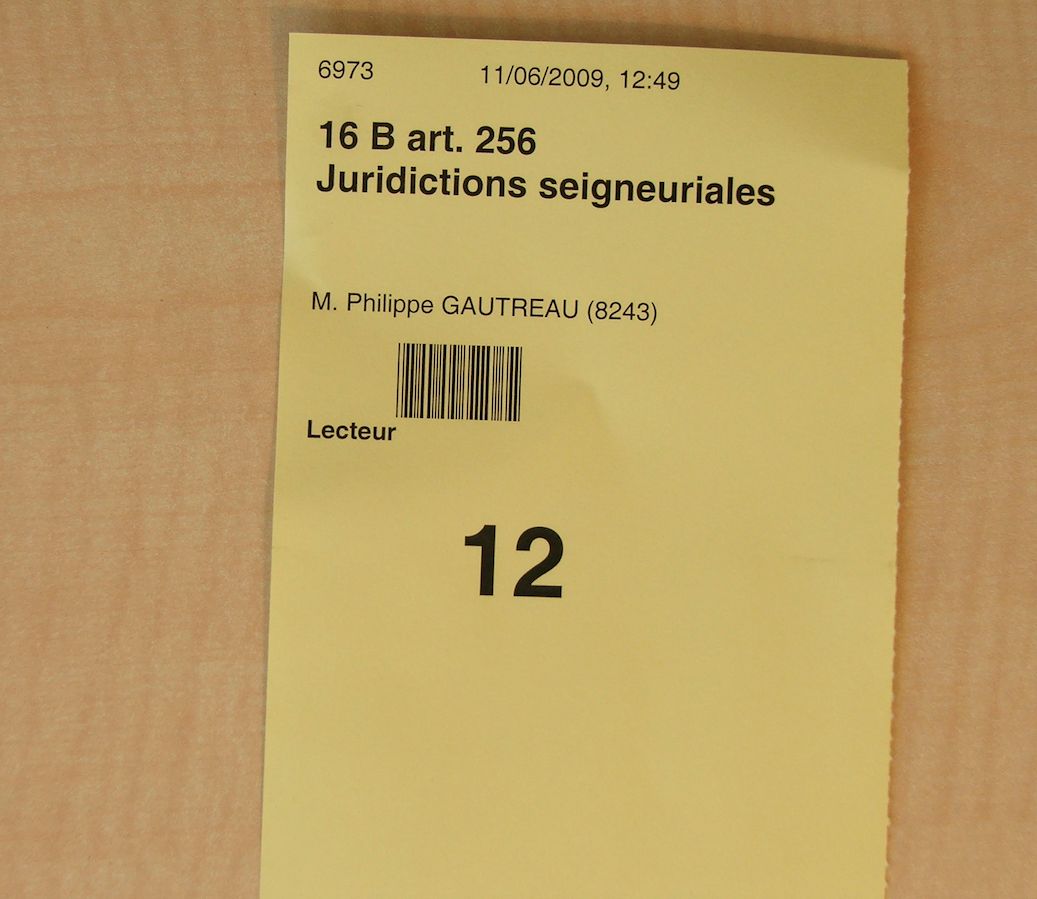 6973 11/06/2009, 12:49
16 B art. 256
Juridictions seigneuriales
M. Philippe GAUTREAU (8243)
Lecteur
12